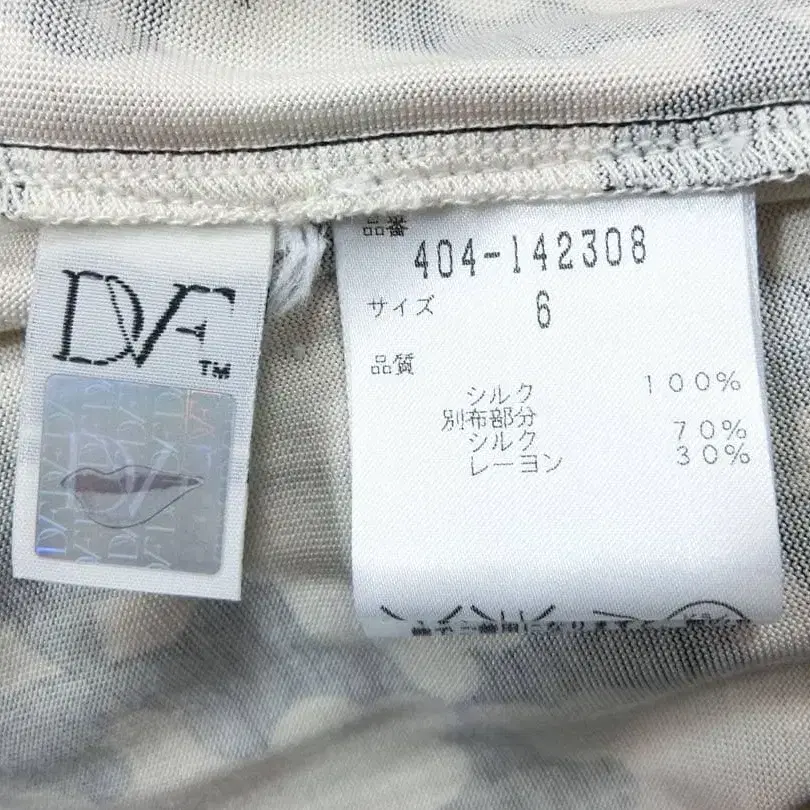 DVF
TM
品番
404-142308
サイズ
6
品質
シルク 100%
別布部分
シルク 70%
レーヨン 30%